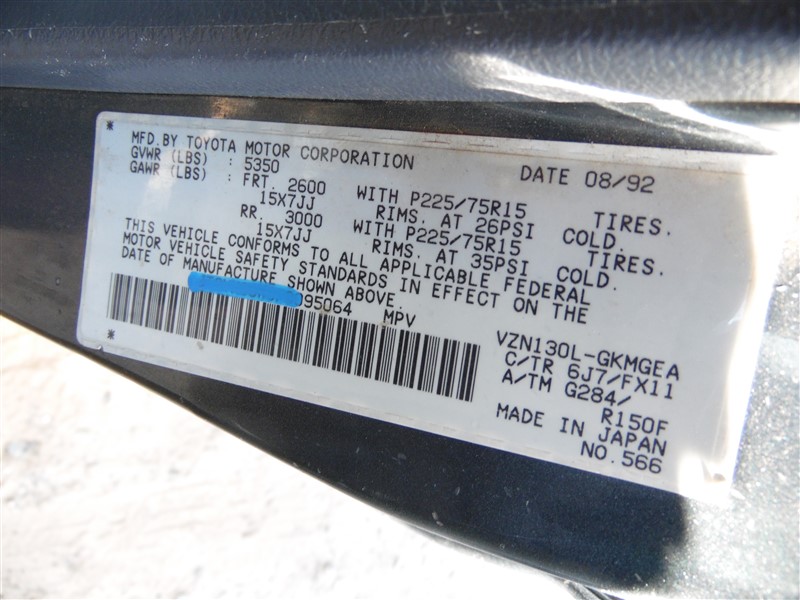 * *
MFD.BY TOYOTA MOTOR CORPORATION DATE 08/92
GVWR (LBS) : 5350
GAWR (LBS) : FRT. 2600 WITH P225/75R15 TIRES.
15X7JJ RIMS. AT 26PSI COLD.
RR. 3000 WITH P225/75R15 TIRES.
15X7JJ RIMS. AT 35PSI COLD.
THIS VEHICLE CONFORMS TO ALL APPLICABLE FEDERAL
MOTOR VEHICLE SAFETY STANDARDS IN EFFECT ON THE
DATE OF MANUFACTURE SHOWN ABOVE.
095064 MPV
VZN130L-GKMGEA
C/TR 6J7/FX11
A/TM G284/
R150F
MADE IN JAPAN
NO.566
* *